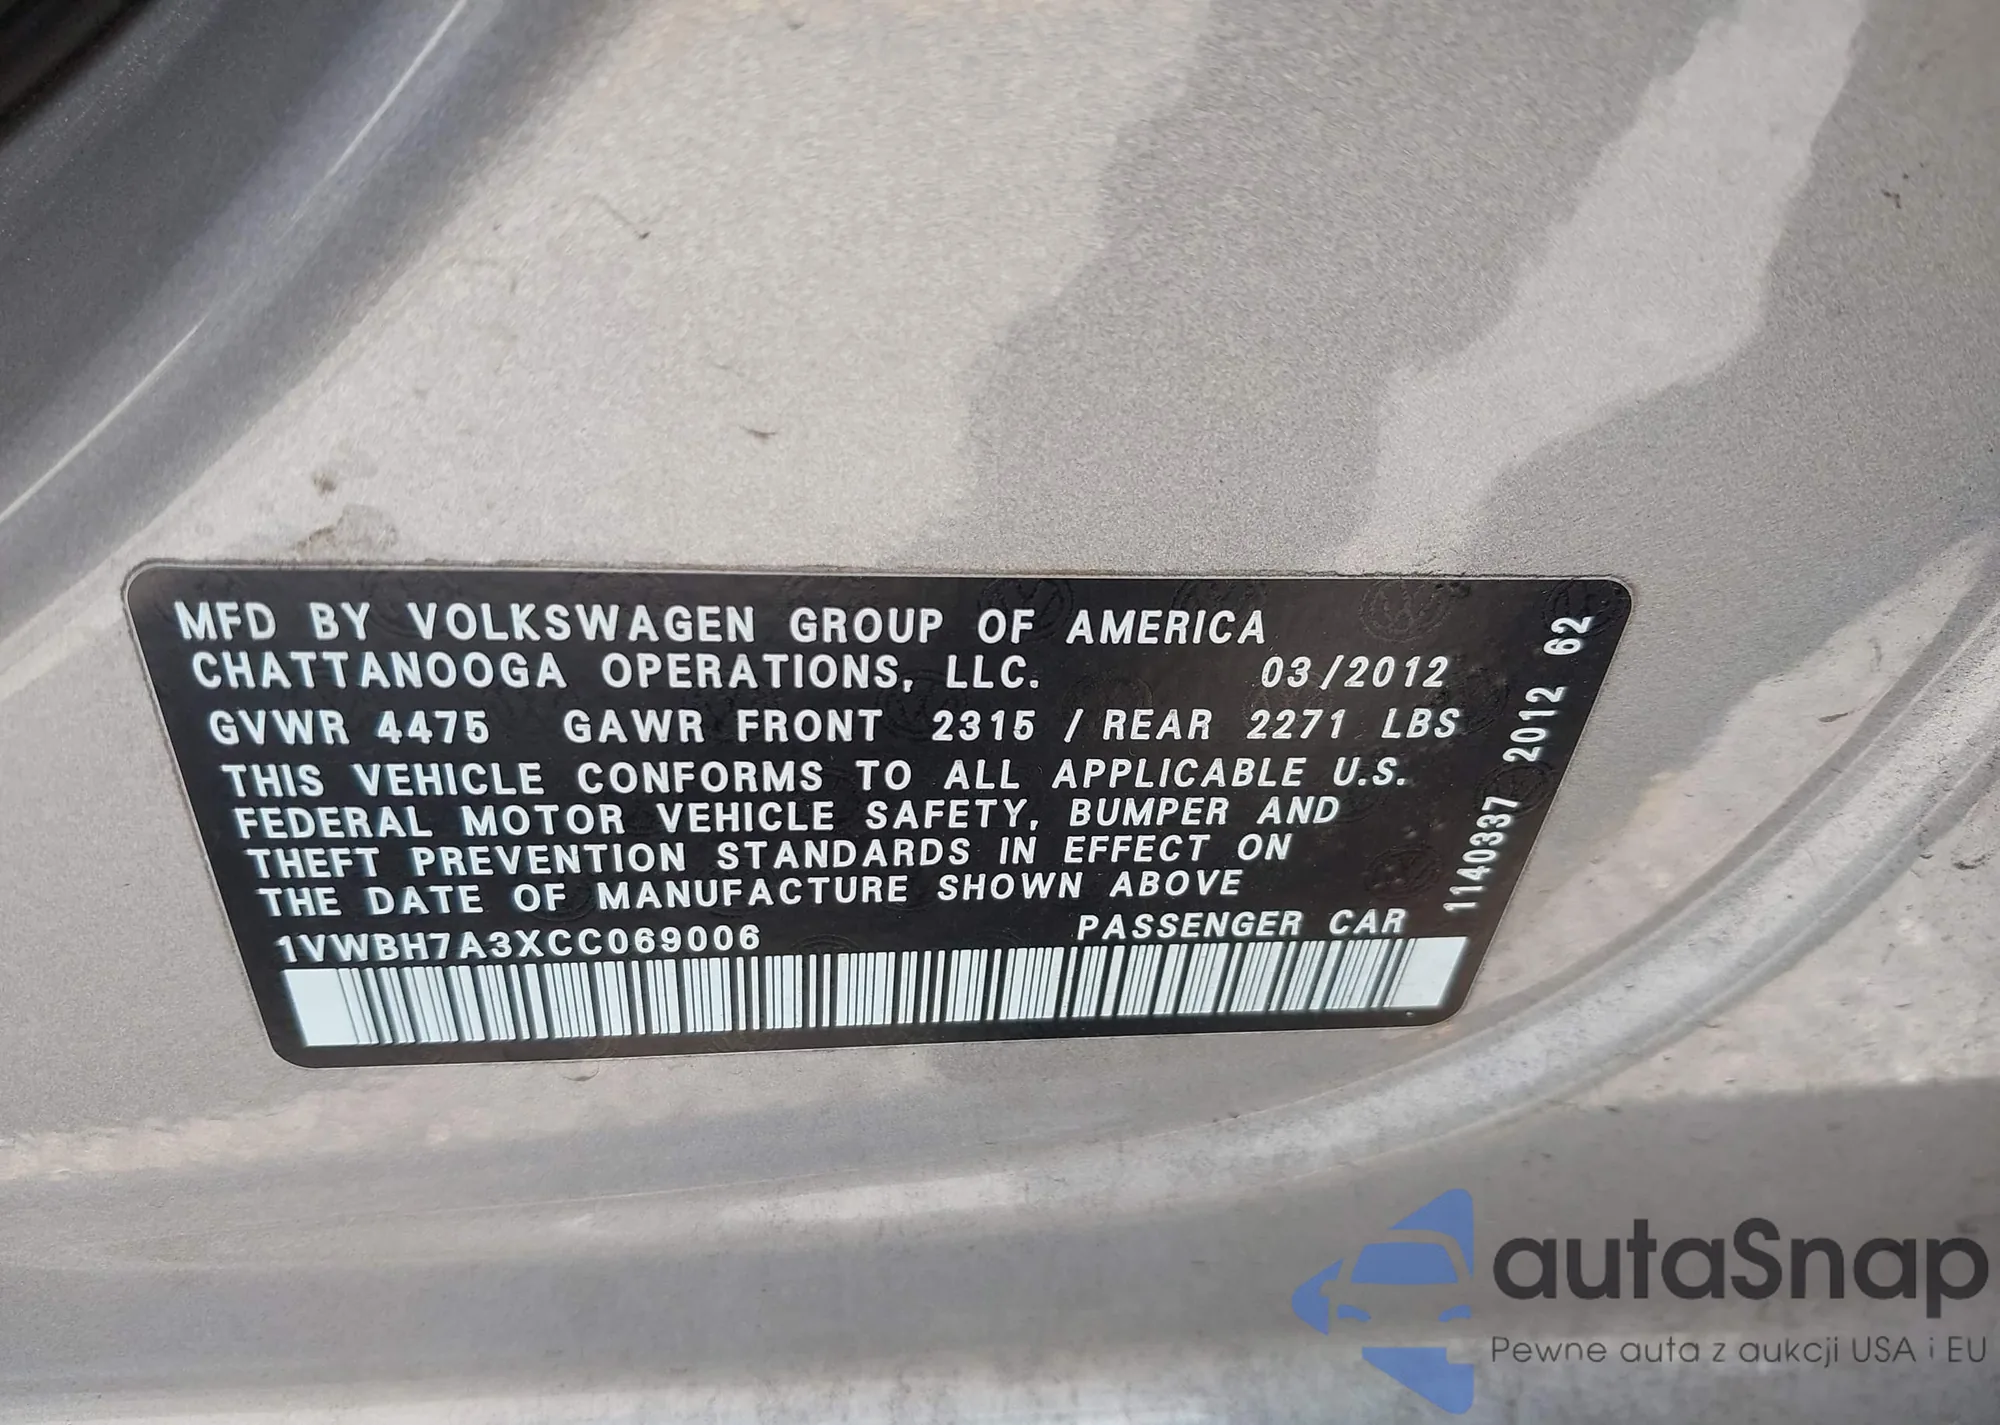 MFD BY VOLKSWAGEN GROUP OF AMERICA
CHATTANOOGA OPERATIONS, LLC. 03/2012
GVWR 4475 GAWR FRONT 2315 / REAR 2271 LBS
THIS VEHICLE CONFORMS TO ALL APPLICABLE U.S.
FEDERAL MOTOR VEHICLE SAFETY, BUMPER AND
THEFT PREVENTION STANDARDS IN EFFECT ON
THE DATE OF MANUFACTURE SHOWN ABOVE
1VWBH7A3XCC069006 PASSENGER CAR
1140337 2012 62
autaSnap
Pewne auta z aukcji USA i EU